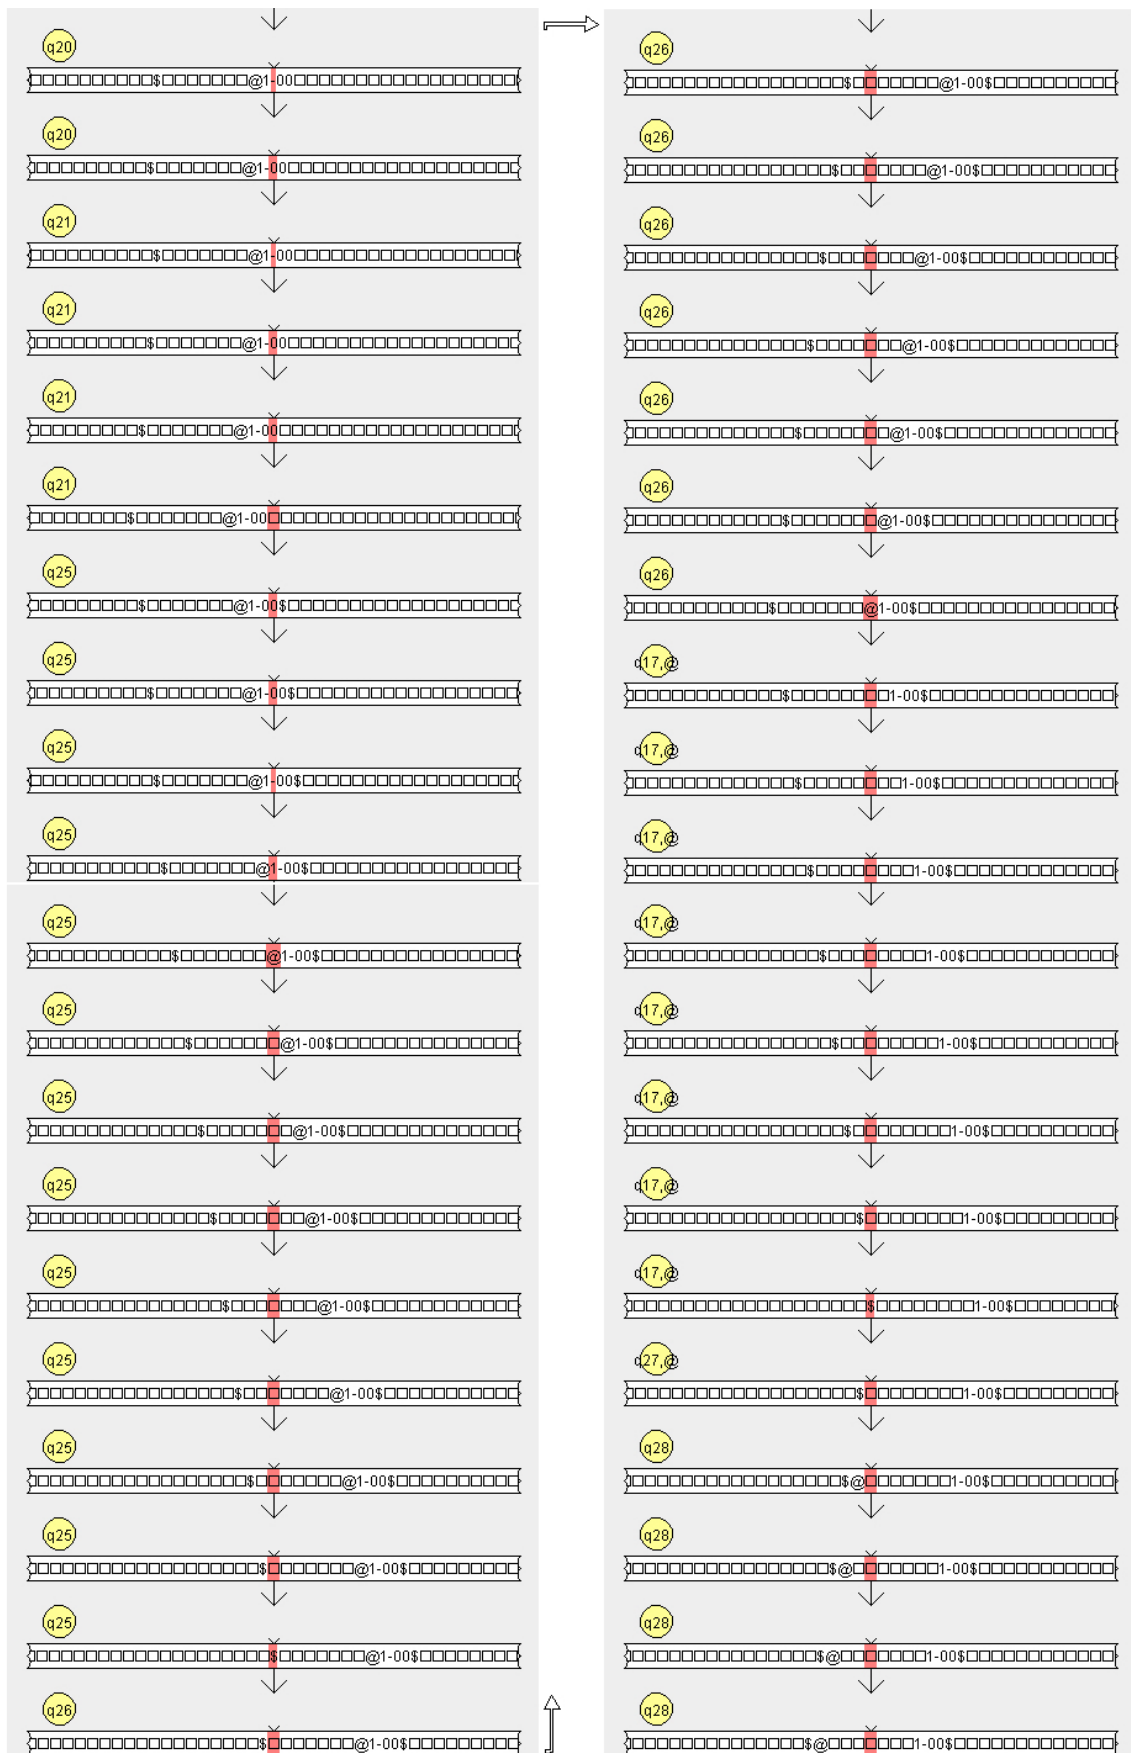 q20
$ @1-00
q20
$ @1-00
q21
$ @1-00
q21
$ @1-00
q21
$ @1-00
q21
$ @1-00
q25
$ @1-00$
q25
$ @1-00$
q25
$ @1-00$
q25
$ @1-00$
q25
$ @1-00$
q25
$ @1-00$
q25
$ @1-00$
q25
$ @1-00$
q25
$ @1-00$
q25
$ @1-00$
q25
$ @1-00$
q25
$ @1-00$
q25
$ @1-00$
q26
$ @1-00$
q26
$ @1-00$
q26
$ @1-00$
q26
$ @1-00$
q26
$ @1-00$
q26
$ @1-00$
q26
$ @1-00$
q26
$ @1-00$
q17,@
$ 1-00$
q17,@
$ 1-00$
q17,@
$ 1-00$
q17,@
$ 1-00$
q17,@
$ 1-00$
q17,@
$ 1-00$
q17,@
$ 1-00$
q17,@
$ 1-00$
q27,@
$ 1-00$
q28
$@ 1-00$
q28
$@ 1-00$
q28
$@ 1-00$
q28
$@ 1-00$